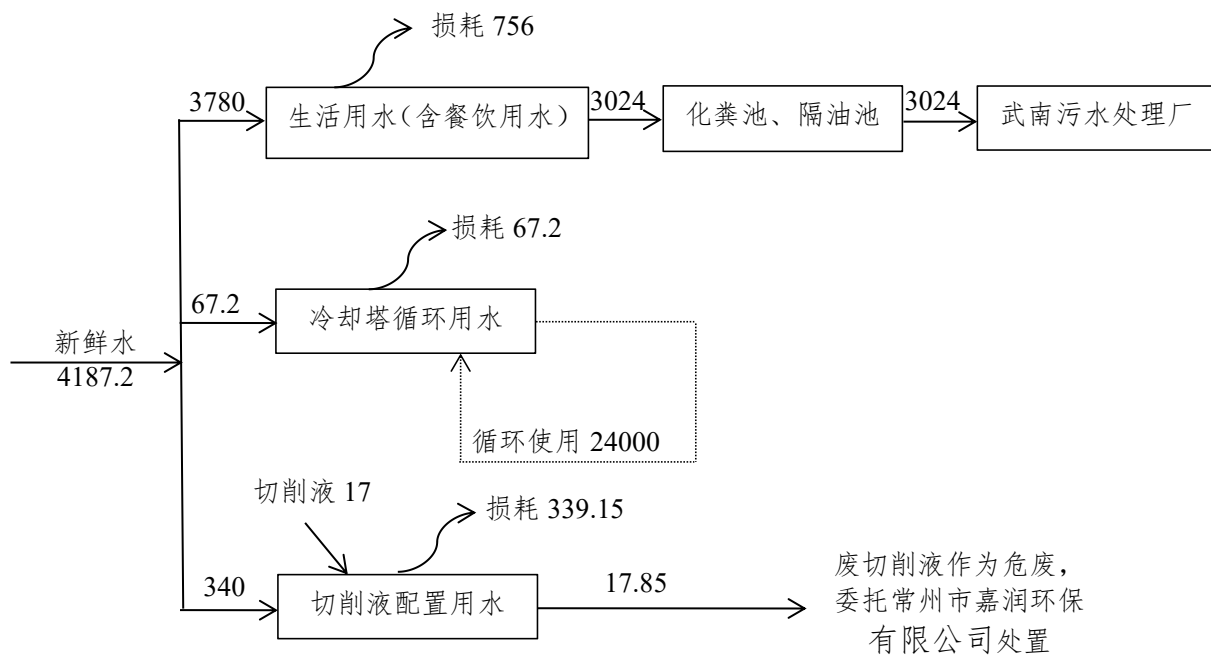 损耗 756
3780
生活用水（含餐饮用水）
3024
化粪池、隔油池
3024
武南污水处理厂
损耗 67.2
67.2
冷却塔循环用水
新鲜水
4187.2
循环使用 24000
切削液 17
损耗 339.15
340
切削液配置用水
17.85
废切削液作为危废，
委托常州市嘉润环保
有限公司处置